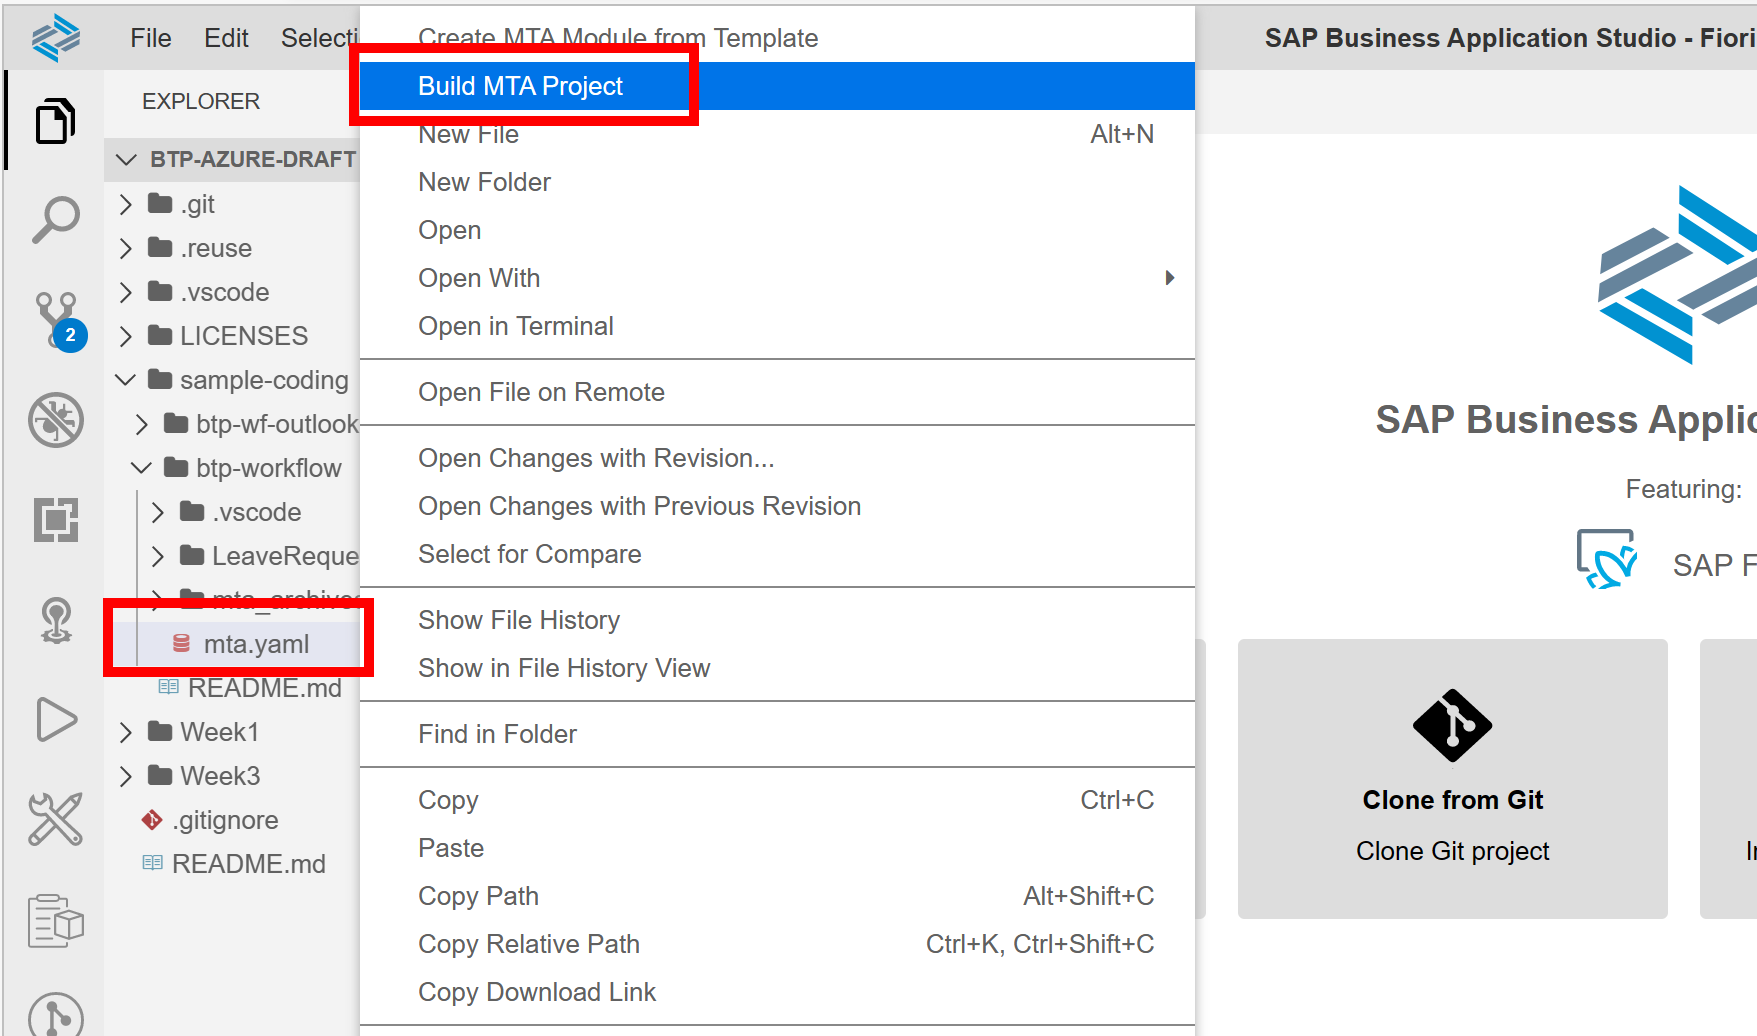 File Edit Selecti
SAP Business Application Studio - Fiori
EXPLORER
BTP-AZURE-DRAFT
.git
.reuse
.vscode
LICENSES
sample-coding
btp-wf-outlook
btp-workflow
.vscode
LeaveReque
mta_archives
mta.yaml
README.md
Week1
Week3
.gitignore
README.md
2
Create MTA Module from Template
Build MTA Project
New File Alt+N
New Folder
Open
Open With
Open in Terminal
Open File on Remote
Open Changes with Revision...
Open Changes with Previous Revision
Select for Compare
Show File History
Show in File History View
Find in Folder
Copy Ctrl+C
Paste
Copy Path Alt+Shift+C
Copy Relative Path Ctrl+K, Ctrl+Shift+C
Copy Download Link
SAP Business Applic
Featuring:
SAP F
Clone from Git
Clone Git project